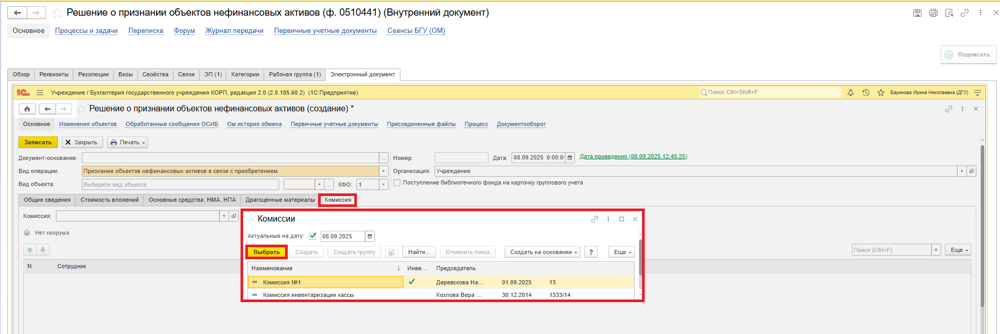 Решение о признании объектов нефинансовых активов (ф. 0510441) (Внутренний документ)
Основное Процессы и задачи Переписка Форум Журнал передачи Первичные учетные документы Сеансы БГУ (ОМ)
Подписать
Обзор Реквизиты Резолюции Визы Свойства Связи ЭП (1) Категории Рабочая группа (1) Электронный документ
1С Учреждение / Бухгалтерия государственного учреждения КОРП, редакция 2.0 (2.0.105.60.2) (1С:Предприятие) Поиск Ctrl+Shift+F Баринова Ирина Николаевна (ДГУ)
Решение о признании объектов нефинансовых активов (создание) *
Основное Изменения объектов Обработанные сообщения ОСИБ Ом история обмена Первичные учетные документы Присоединенные файлы Процесс Документооборот
Записать Закрыть Печать
Документ-основание: ... Номер: Дата: 08.09.2025 0:00:0 Дата проведения (08.09.2025 12:45:25)
Вид операции: Признание объектов нефинансовых активов в связи с приобретением Организация: Учреждение
Вид объекта: Выберите вид объекта ... КФО: 1 Поступление библиотечного фонда на карточку группового учета
Общие сведения Стоимость вложений Основные средства, НМА, НПА Драгоценные материалы Комиссия
Комиссия:
Нет кворума
Поиск (Ctrl+F) × Еще
N Сотрудник
Комиссии
Актуальные на дату: 08.09.2025
Выбрать Создать Создать группу Найти... Отменить поиск Создать на основании ? Еще
Наименование ↓ Инве... Председатель
Комиссия №1 Деревскова На... 01.09.2025 13
Комиссия инвентаризации кассы Козлова Вера ... 30.12.2014 1333/14